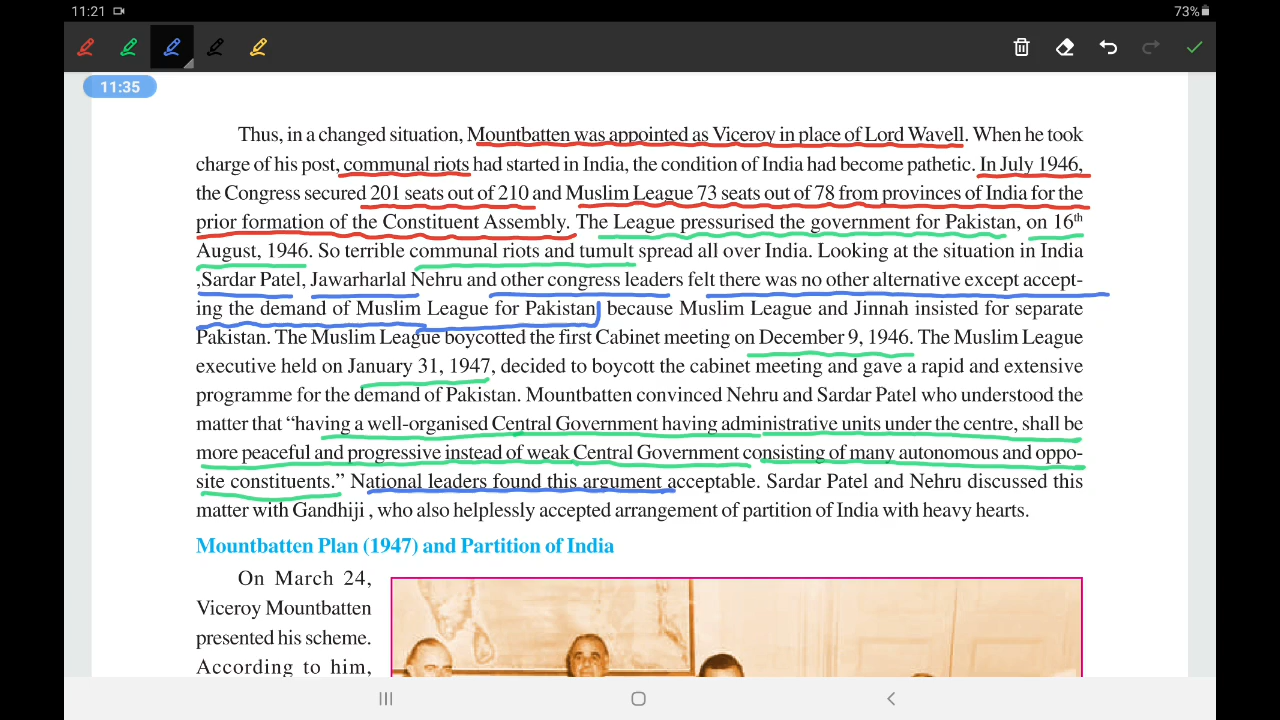 11:21
73%
11:35
Thus, in a changed situation, Mountbatten was appointed as Viceroy in place of Lord Wavell. When he took
charge of his post, communal riots had started in India, the condition of India had become pathetic. In July 1946,
the Congress secured 201 seats out of 210 and Muslim League 73 seats out of 78 from provinces of India for the
prior formation of the Constituent Assembly. The League pressurised the government for Pakistan, on 16th
August, 1946. So terrible communal riots and tumult spread all over India. Looking at the situation in India
,Sardar Patel, Jawarharlal Nehru and other congress leaders felt there was no other alternative except accept-
ing the demand of Muslim League for Pakistan because Muslim League and Jinnah insisted for separate
Pakistan. The Muslim League boycotted the first Cabinet meeting on December 9, 1946. The Muslim League
executive held on January 31, 1947, decided to boycott the cabinet meeting and gave a rapid and extensive
programme for the demand of Pakistan. Mountbatten convinced Nehru and Sardar Patel who understood the
matter that “having a well-organised Central Government having administrative units under the centre, shall be
more peaceful and progressive instead of weak Central Government consisting of many autonomous and oppo-
site constituents.” National leaders found this argument acceptable. Sardar Patel and Nehru discussed this
matter with Gandhiji , who also helplessly accepted arrangement of partition of India with heavy hearts.
Mountbatten Plan (1947) and Partition of India
On March 24,
Viceroy Mountbatten
presented his scheme.
According to him,